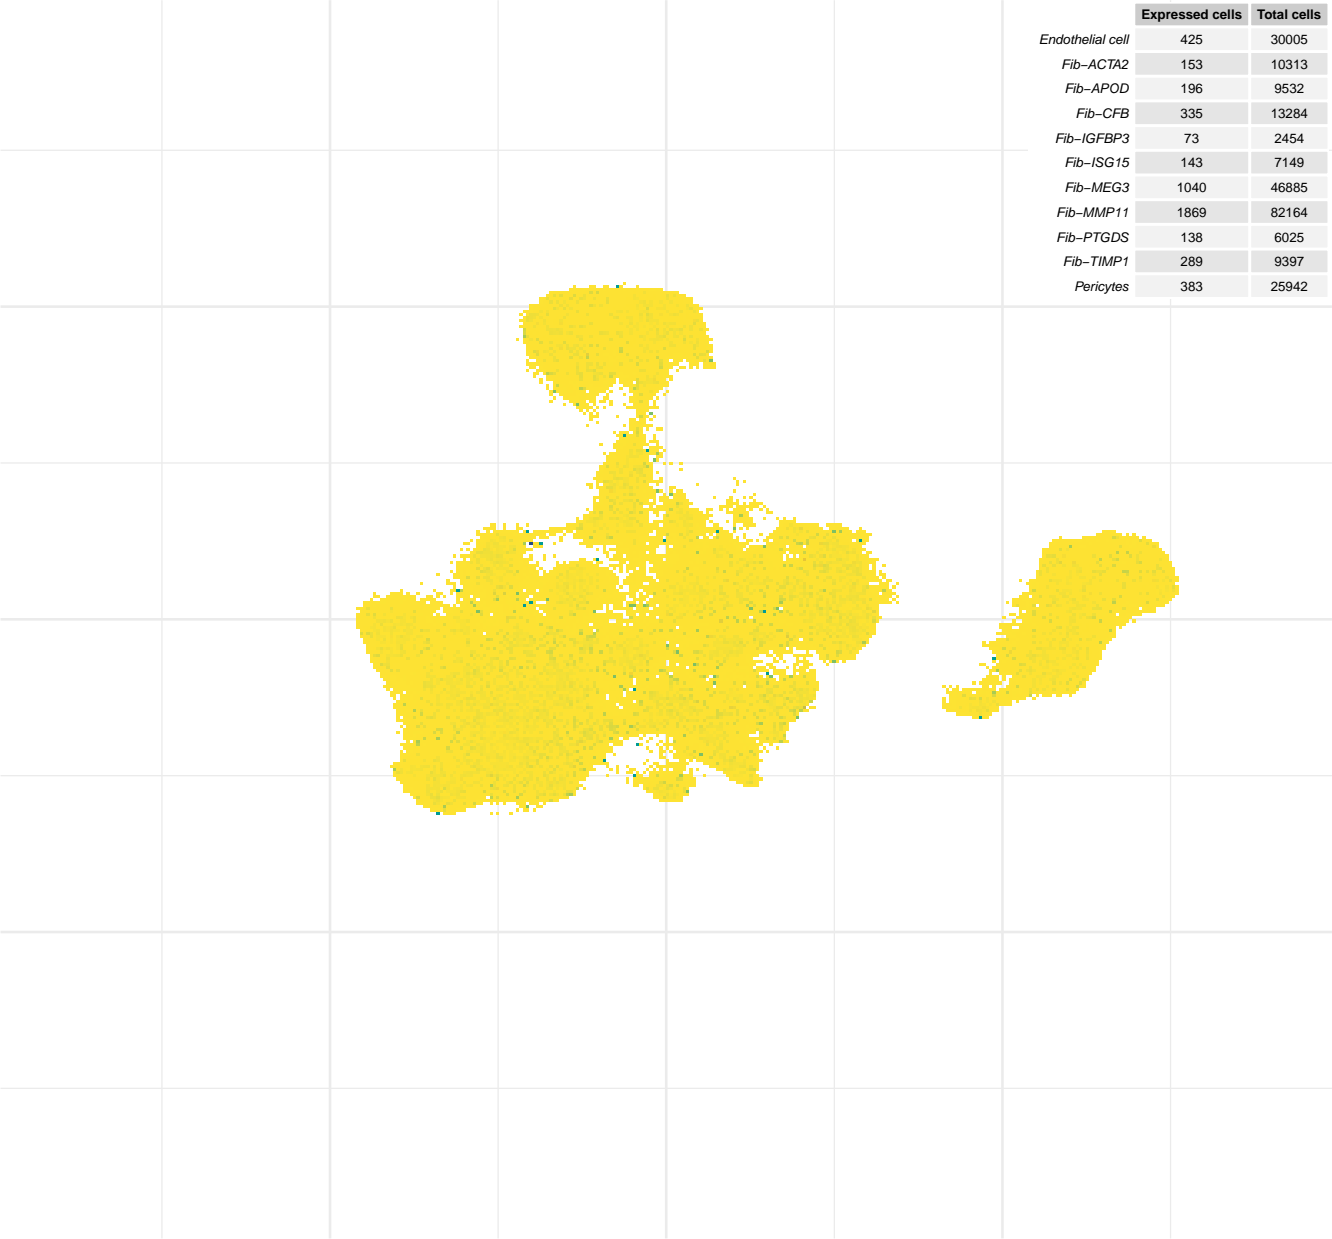 Expressed cells Total cells
Endothelial cell 425 30005
Fib−ACTA2 153 10313
Fib−APOD 196 9532
Fib−CFB 335 13284
Fib−IGFBP3 73 2454
Fib−ISG15 143 7149
Fib−MEG3 1040 46885
Fib−MMP11 1869 82164
Fib−PTGDS 138 6025
Fib−TIMP1 289 9397
Pericytes 383 25942